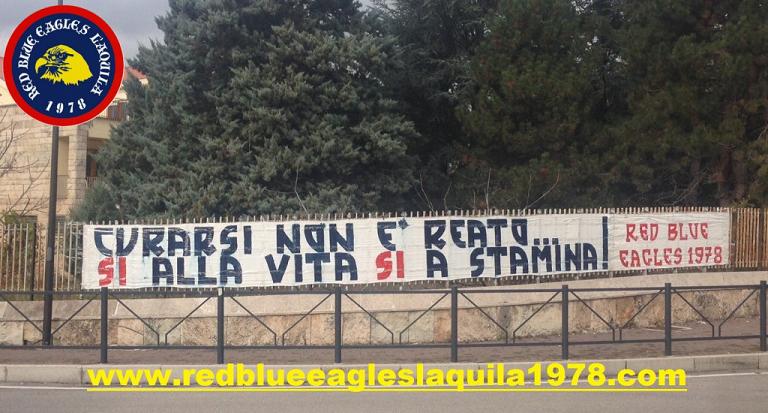 RED BLUE EAGLES L'AQUILA
1978
CURARSI NON E' REATO...
SI ALLA VITA SI A STAMINA!
RED BLUE
EAGLES 1978
www.redblueeagleslaquila1978.com